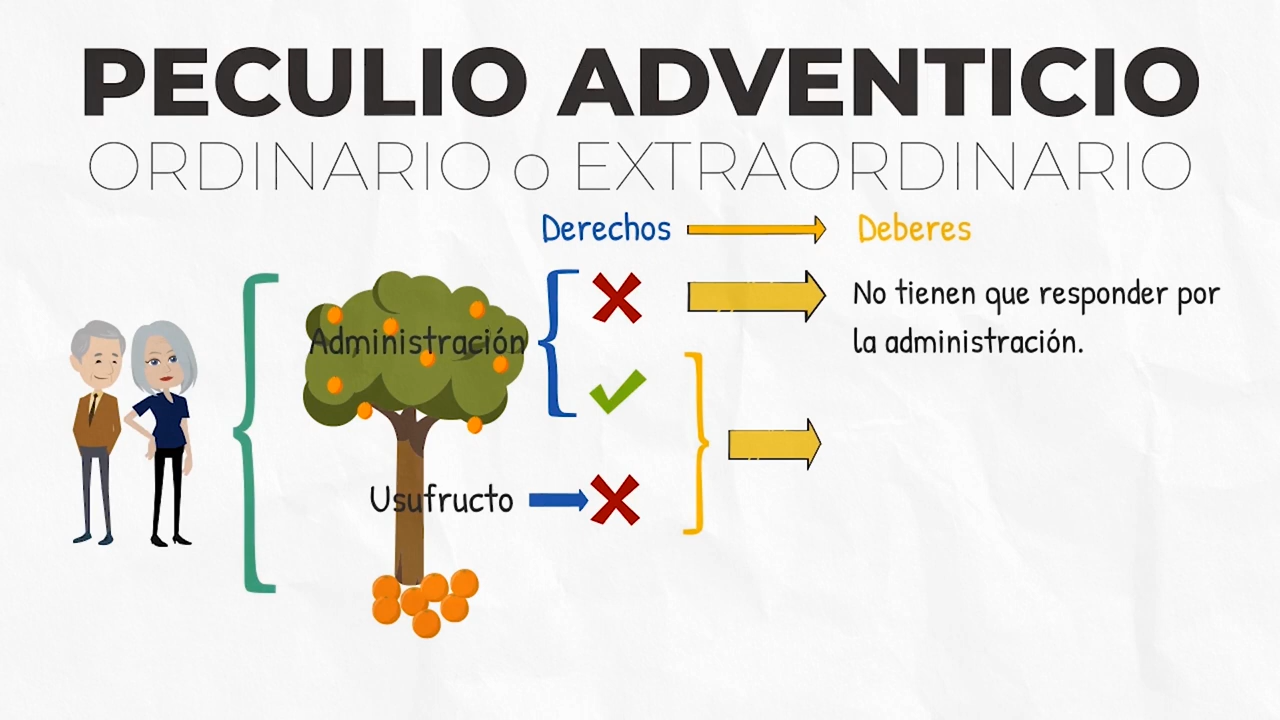 PECULIO ADVENTICIO
ORDINARIO o EXTRAORDINARIO
Derechos
Deberes
Administración
No tienen que responder por
la administración.
Usufructo